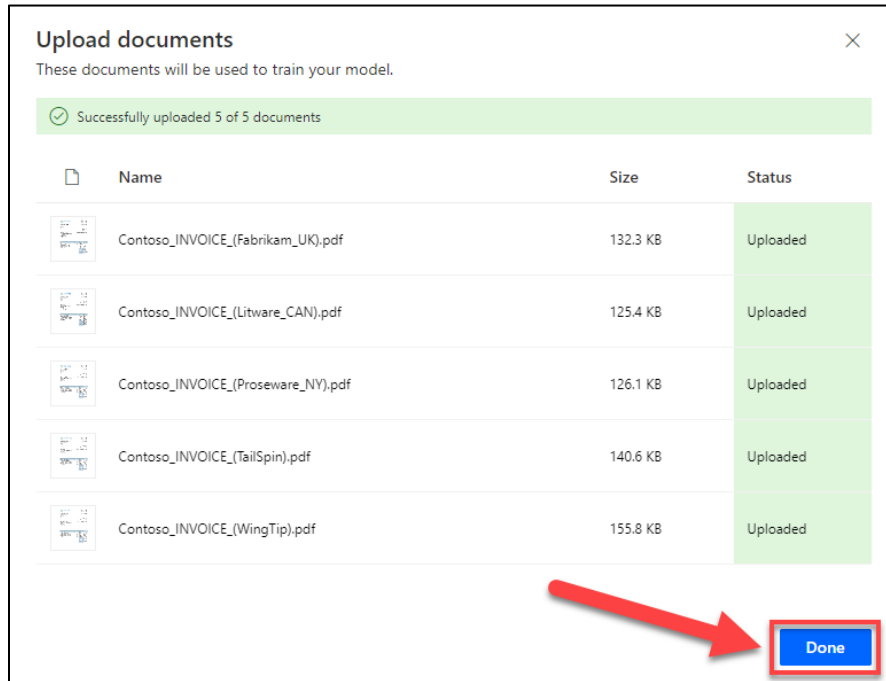 Upload documents
These documents will be used to train your model.
Successfully uploaded 5 of 5 documents
Name Size Status
Contoso_INVOICE_(Fabrikam_UK).pdf 132.3 KB Uploaded
Contoso_INVOICE_(Litware_CAN).pdf 125.4 KB Uploaded
Contoso_INVOICE_(Proseware_NY).pdf 126.1 KB Uploaded
Contoso_INVOICE_(TailSpin).pdf 140.6 KB Uploaded
Contoso_INVOICE_(WingTip).pdf 155.8 KB Uploaded
Done